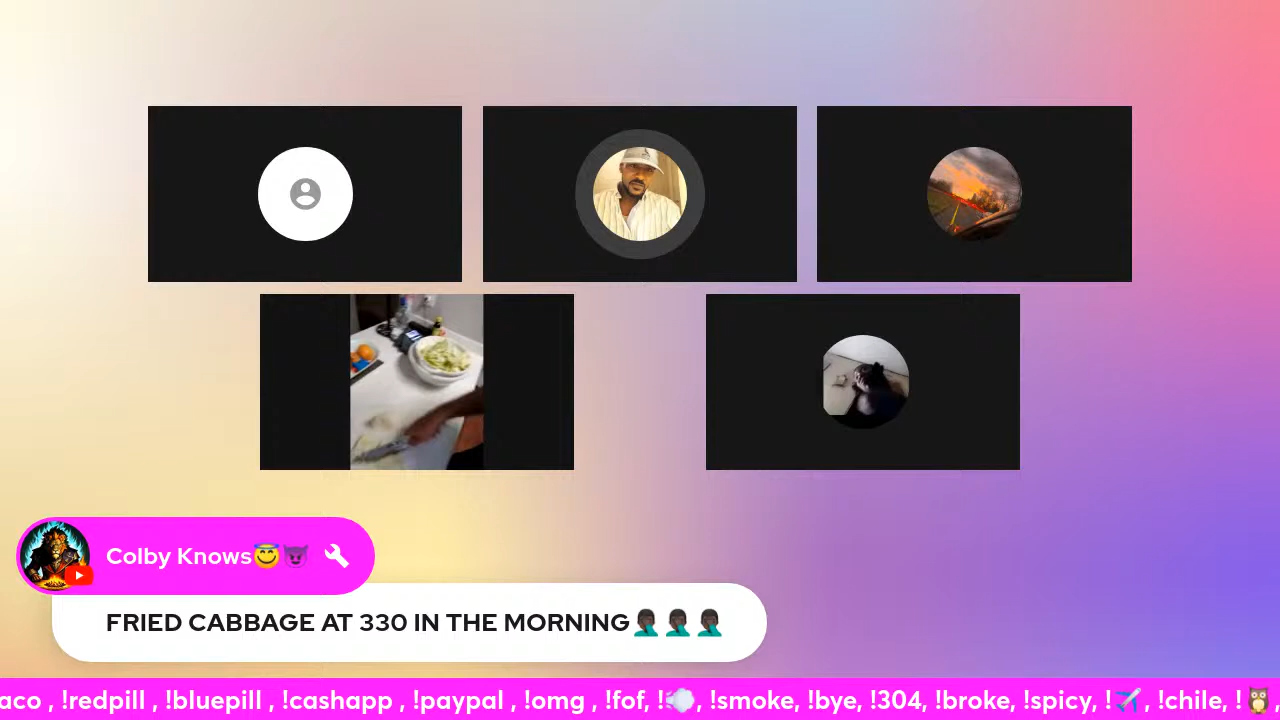 Colby Knows😇😈
FRIED CABBAGE AT 330 IN THE MORNING🤦🏿‍♂️🤦🏿‍♂️🤦🏿‍♂️
aco , !redpill , !bluepill , !cashapp , !paypal , !omg , !fof, !💨, !smoke, !bye, !304, !broke, !spicy, !✈️ , !chile, !🦉,